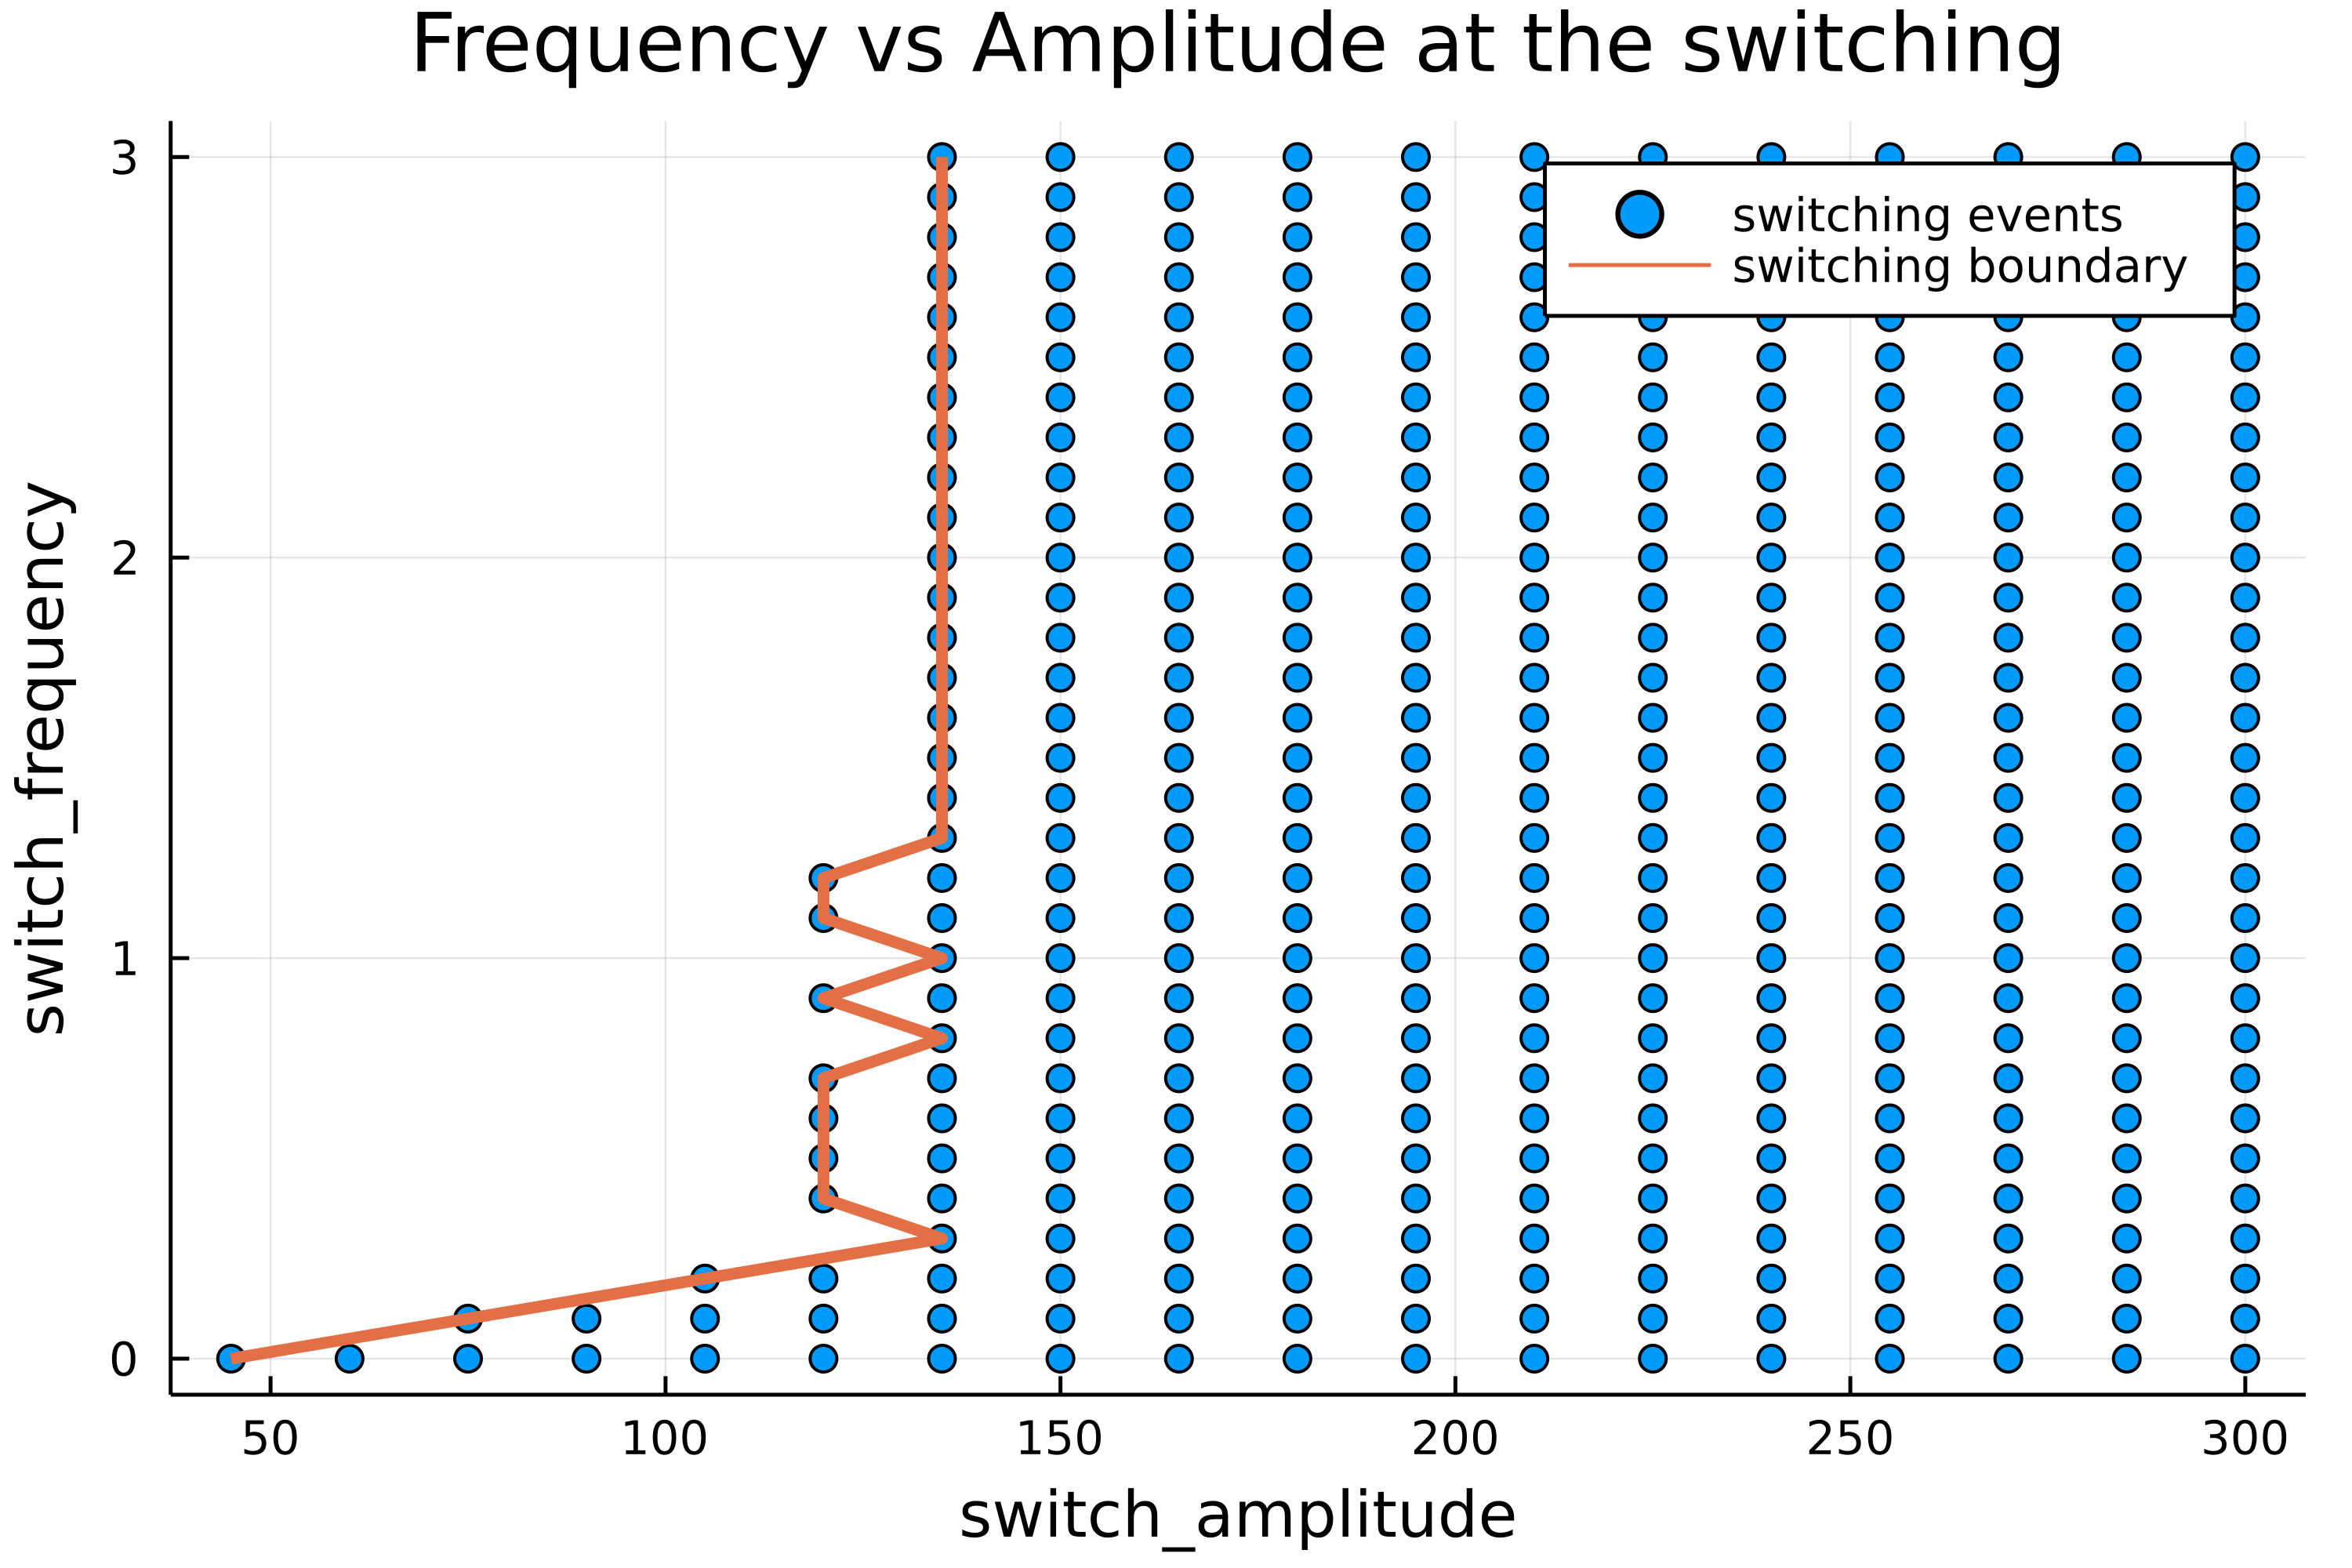 Frequency vs Amplitude at the switching
switching events
switching boundary
switch_frequency
3
2
1
0
50 100 150 200 250 300
switch_amplitude